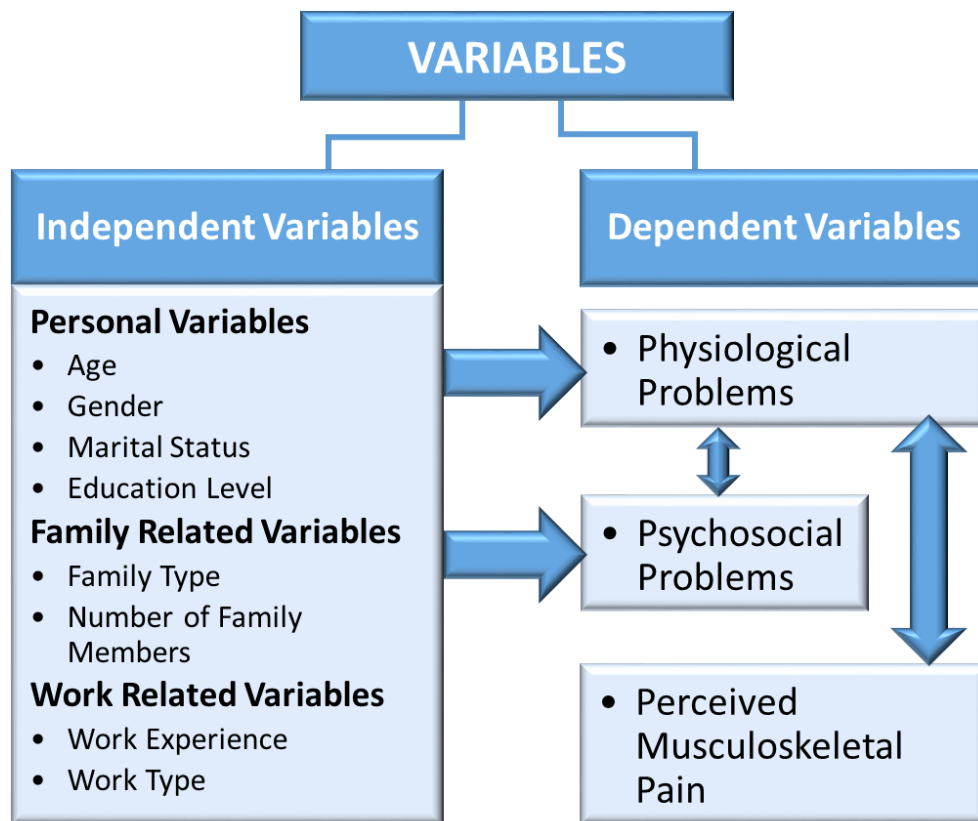 VARIABLES
Independent Variables
Personal Variables
• Age
• Gender
• Marital Status
• Education Level
Family Related Variables
• Family Type
• Number of Family
Members
Work Related Variables
• Work Experience
• Work Type
Dependent Variables
• Physiological
Problems
• Psychosocial
Problems
• Perceived
Musculoskeletal
Pain